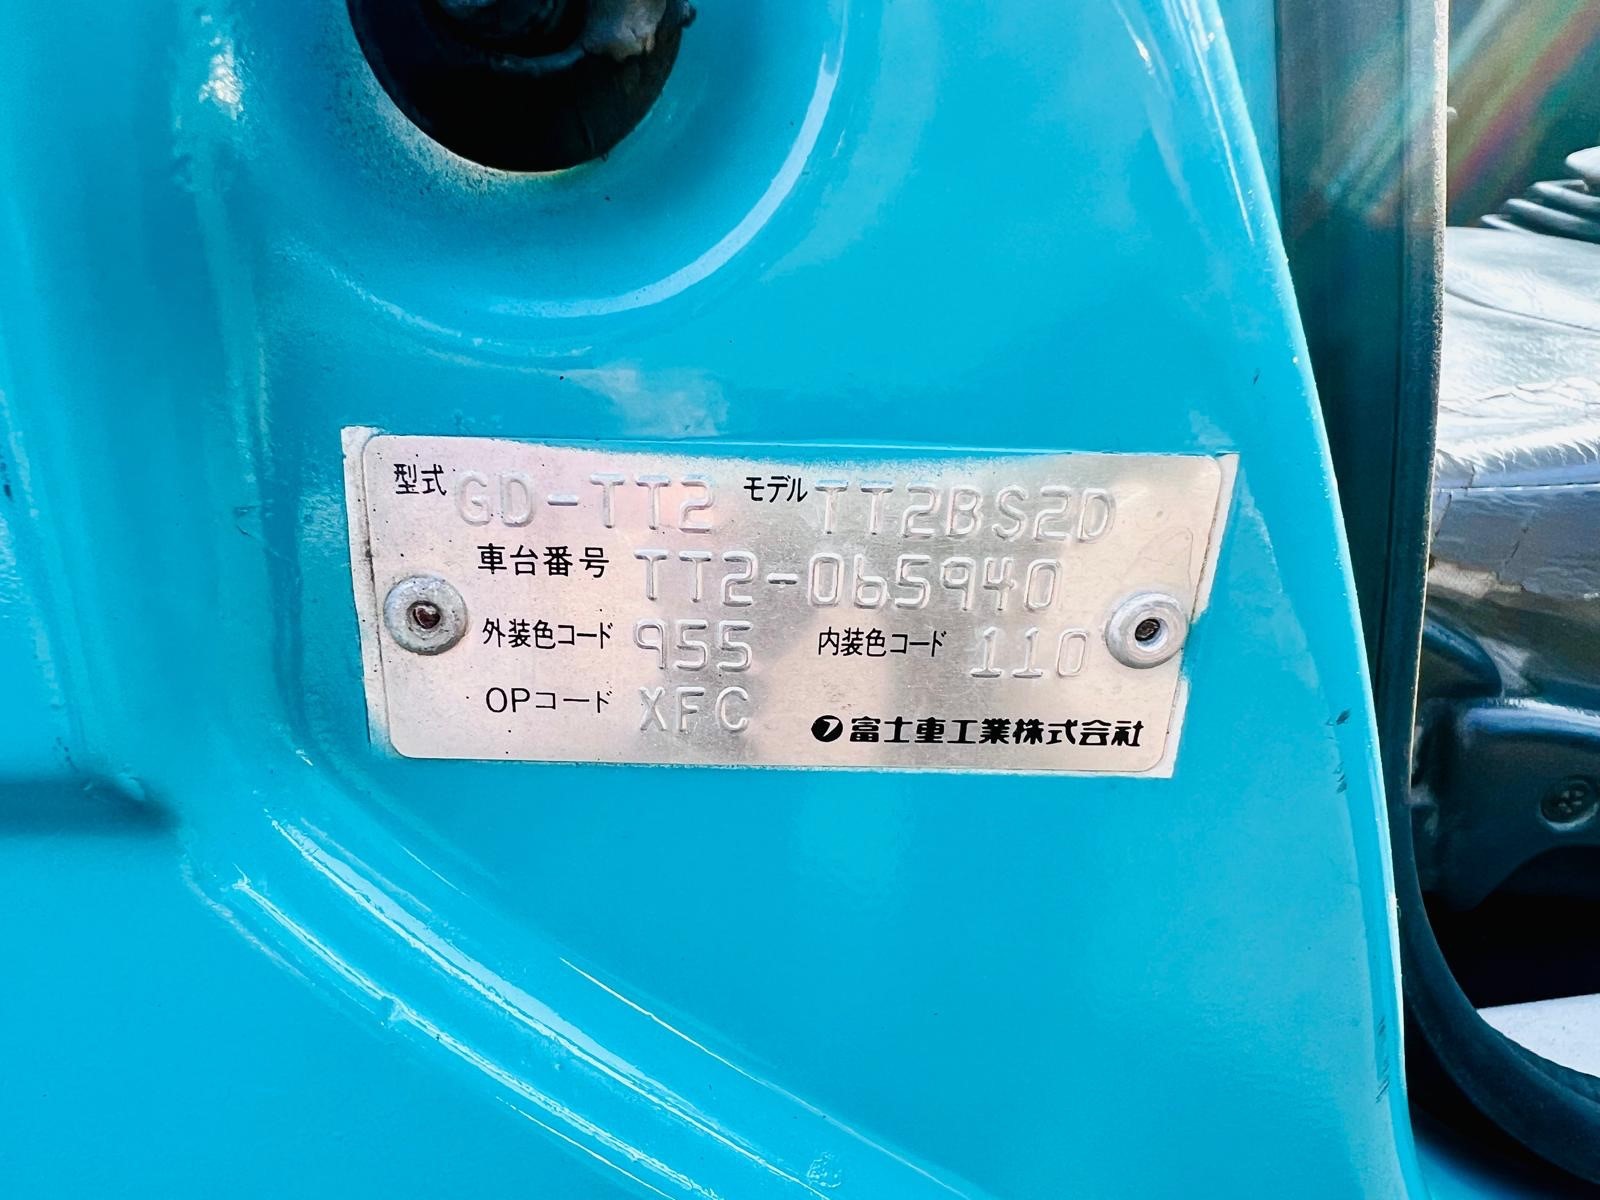 型式 GD-TT2 モデル TT2BS2D
車台番号 TT2-065940
外装色コード 955 内装色コード 110
OPコード XFC 富士重工業株式会社